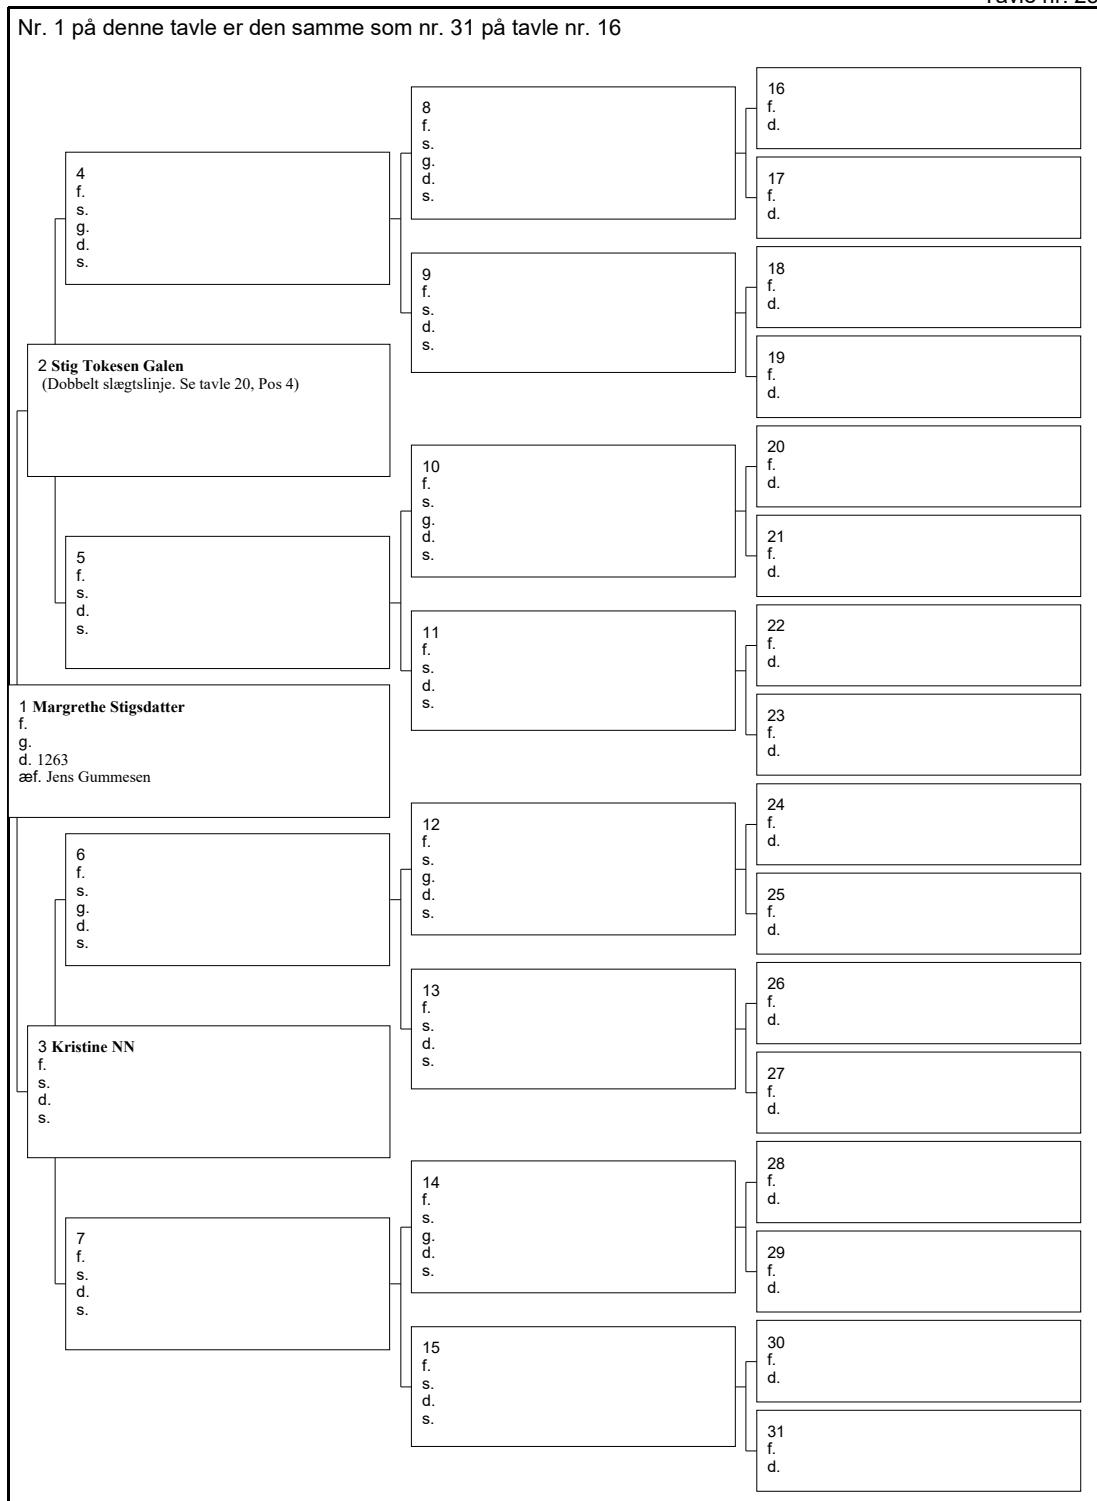 Nr. 1 på denne tavle er den samme som nr. 31 på tavle nr. 16
16
f.
d.
8
f.
s.
g.
d.
s.
4
f.
s.
g.
d.
s.
17
f.
d.
18
f.
d.
9
f.
s.
d.
s.
19
f.
d.
2 Stig Tokesen Galen
(Dobbelt slægtslinje. Se tavle 20, Pos 4)
20
f.
d.
10
f.
s.
g.
d.
s.
21
f.
d.
5
f.
s.
d.
s.
22
f.
d.
11
f.
s.
d.
s.
23
f.
d.
1 Margrethe Stigsdatter
f.
g.
d. 1263
æf. Jens Gummesen
24
f.
d.
12
f.
s.
g.
d.
s.
25
f.
d.
6
f.
s.
g.
d.
s.
26
f.
d.
13
f.
s.
d.
s.
27
f.
d.
3 Kristine NN
f.
s.
d.
s.
28
f.
d.
14
f.
s.
g.
d.
s.
29
f.
d.
7
f.
s.
d.
s.
30
f.
d.
15
f.
s.
d.
s.
31
f.
d.